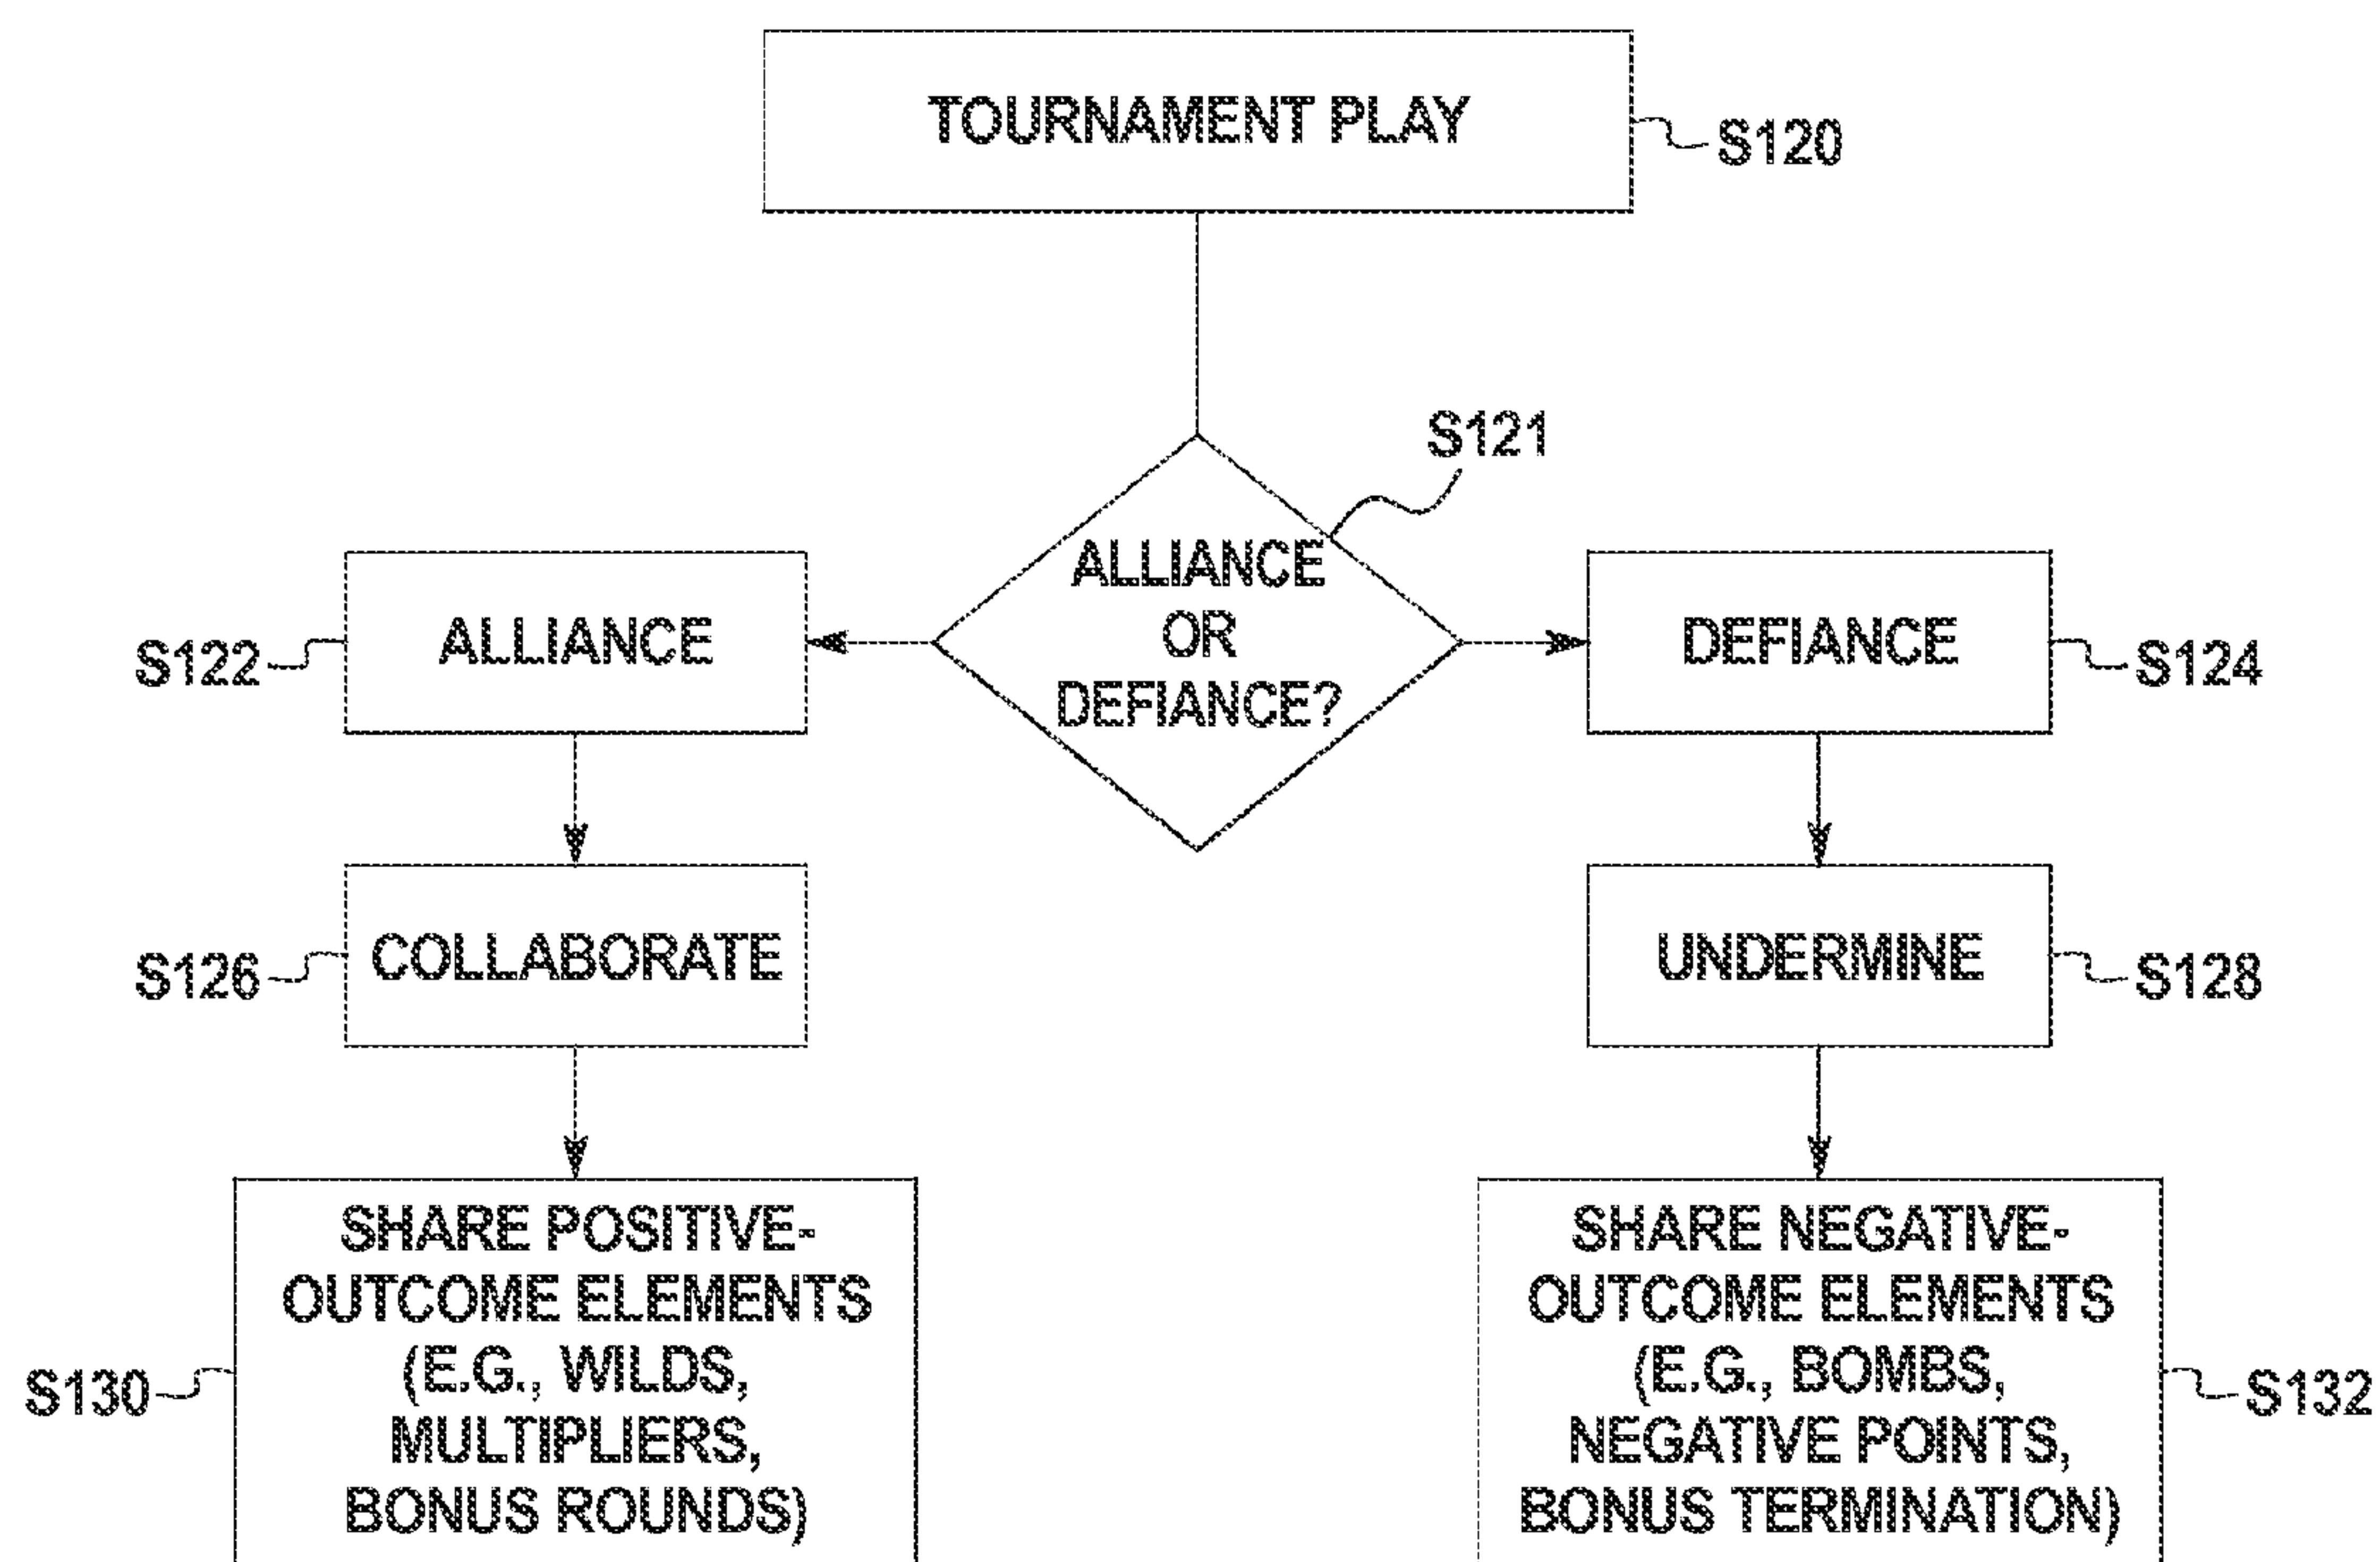 TOURNAMENT PLAY
S120
S121
ALLIANCE
OR
DEFIANCE?
S122
ALLIANCE
DEFIANCE
S124
S126
COLLABORATE
UNDERMINE
S128
SHARE POSITIVE-
OUTCOME ELEMENTS
(E.G., WILDS,
MULTIPLIERS,
BONUS ROUNDS)
S130
SHARE NEGATIVE-
OUTCOME ELEMENTS
(E.G., BOMBS,
NEGATIVE POINTS,
BONUS TERMINATION)
S132